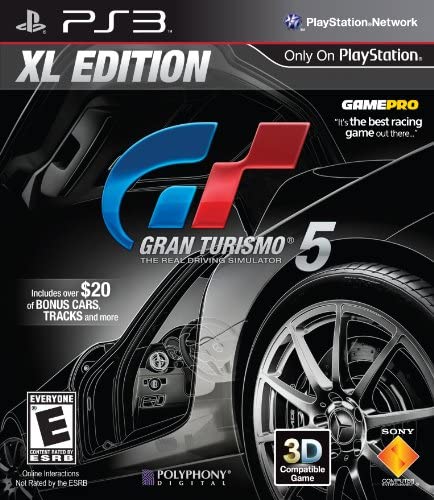 PS3
PlayStation®Network
XL EDITION
Only On PlayStation®
GAMEPRO
"It's the best racing
game out there..."
GT
GRAN TURISMO® 5
THE REAL DRIVING SIMULATOR
Includes over $20
of BONUS CARS,
TRACKS and more
EVERYONE
E
CONTENT RATED BY
ESRB
Online Interactions
Not Rated by the ESRB
POLYPHONY
DIGITAL
3D
Compatible
Game
SONY